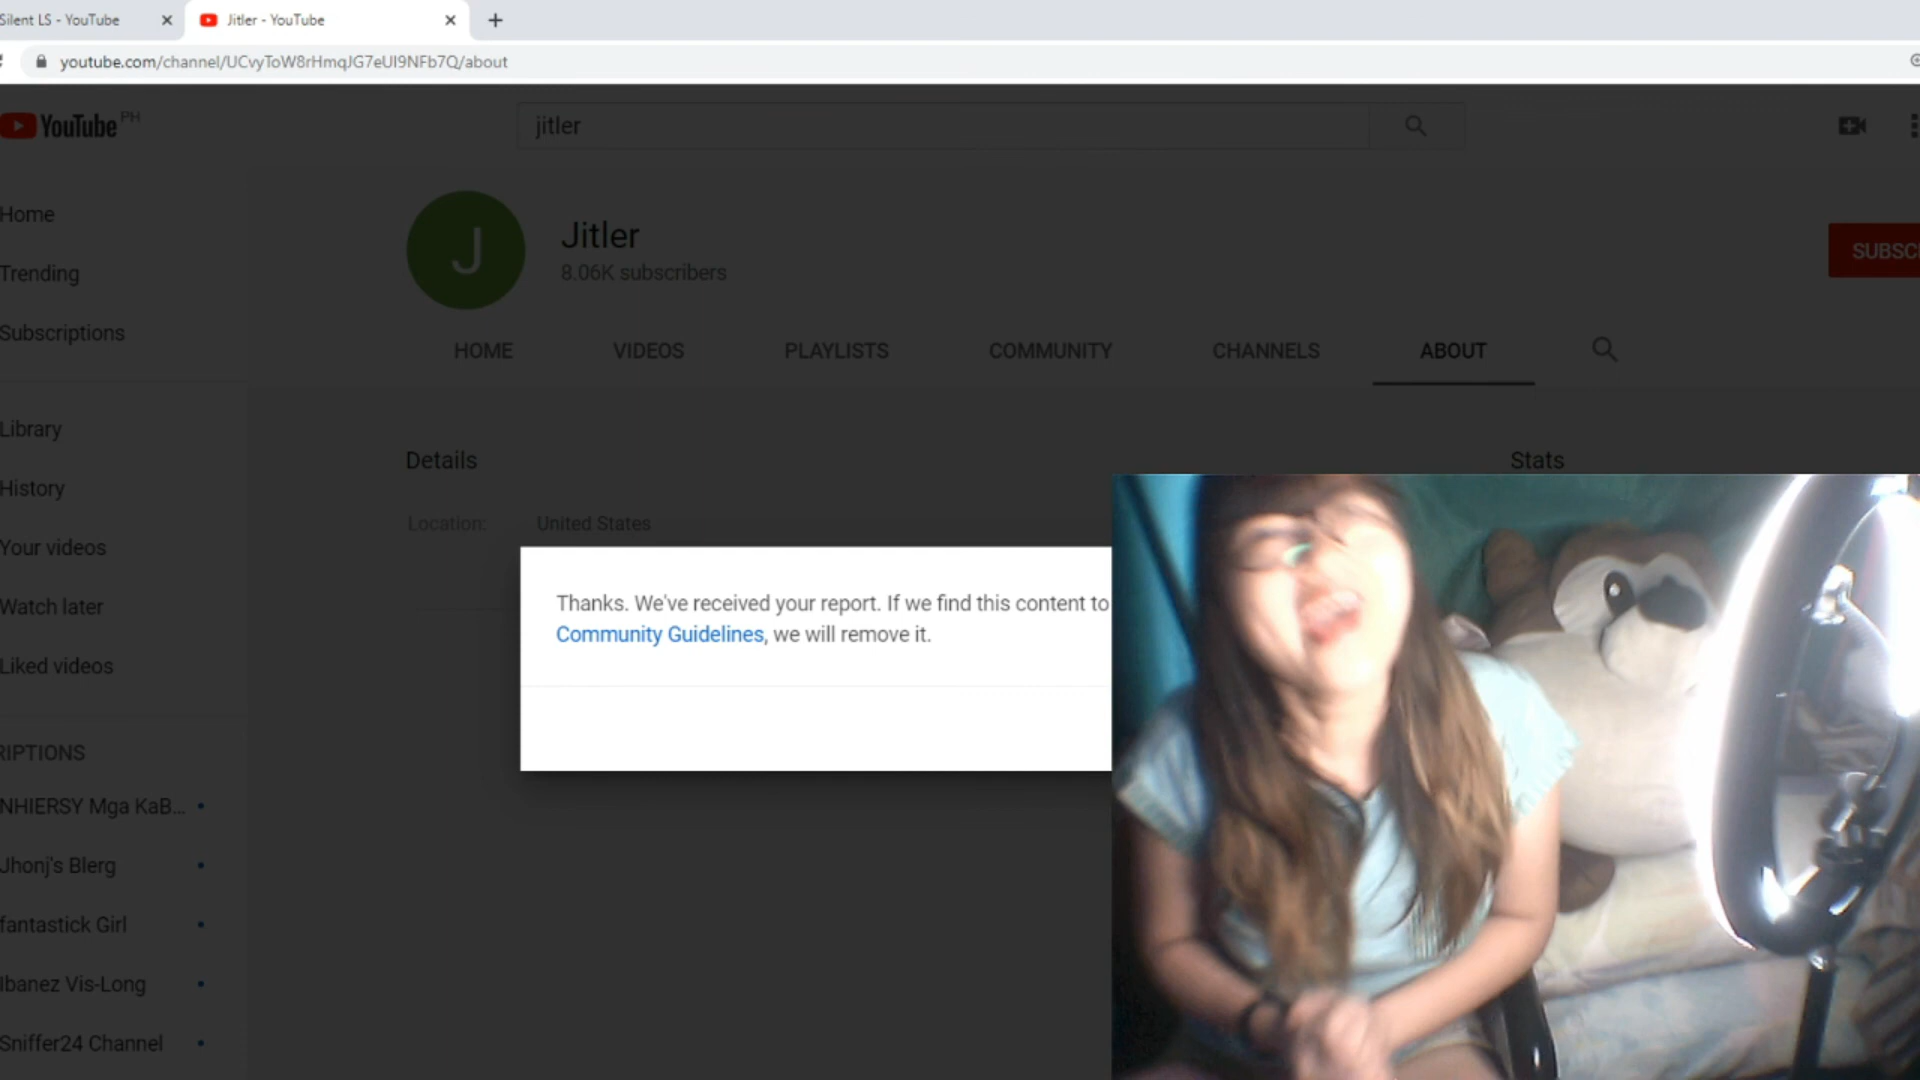 Silent LS - YouTube
Jitler - YouTube
youtube.com/channel/UCvyToW8rHmqJG7eUI9NFb7Q/about
YouTube PH
jitler
Home
Trending
Subscriptions
Library
History
Your videos
Watch later
Liked videos
RIPTIONS
NHIERSY Mga KaB...
Jhonj's Blerg
fantastick Girl
Ibanez Vis-Long
Sniffer24 Channel
J
Jitler
8.06K subscribers
SUBSC
HOME
VIDEOS
PLAYLISTS
COMMUNITY
CHANNELS
ABOUT
Details
Stats
Location:
United States
Thanks. We've received your report. If we find this content to
Community Guidelines, we will remove it.